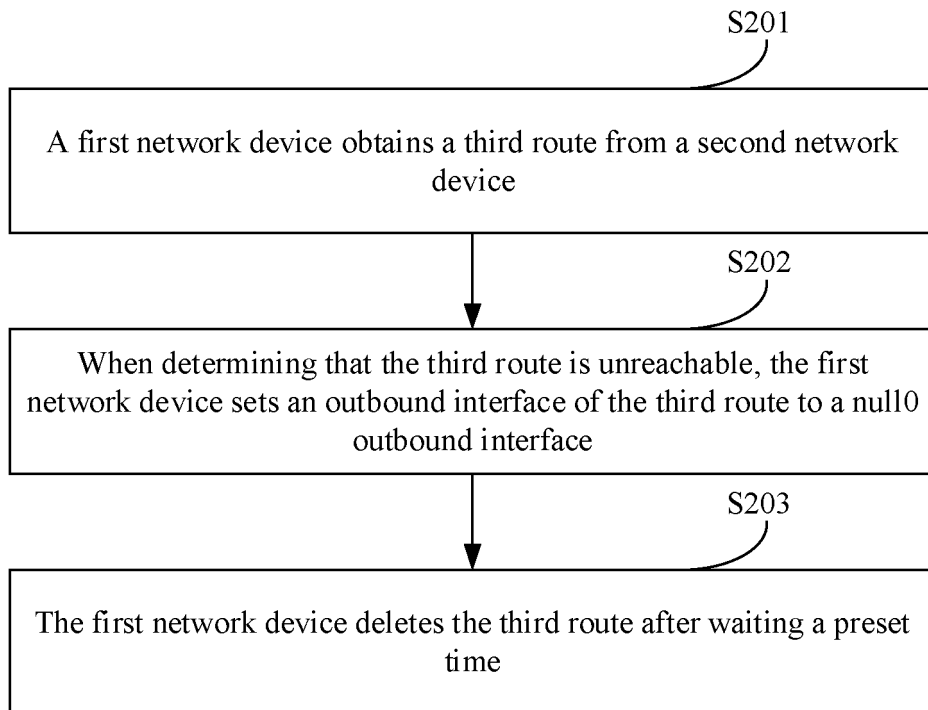 S201
A first network device obtains a third route from a second network
device
S202
When determining that the third route is unreachable, the first
network device sets an outbound interface of the third route to a null0
outbound interface
S203
The first network device deletes the third route after waiting a preset
time